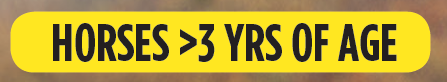 HORSES >3 YRS OF AGE